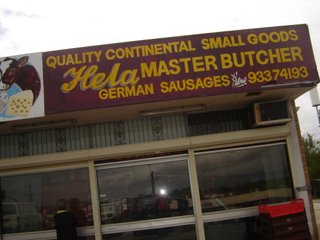 QUALITY CONTINENTAL SMALL GOODS
Hela MASTER BUTCHER
GERMAN SAUSAGES 93374193